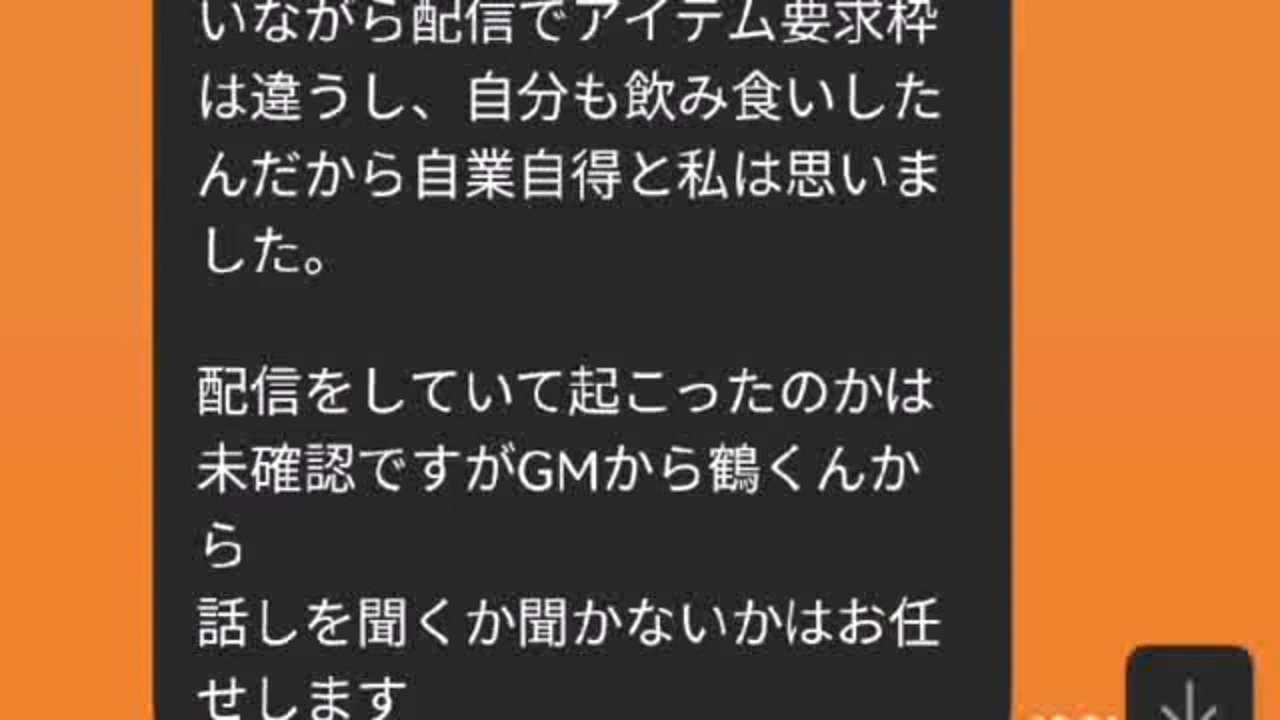 いながら配信でアイテム要求枠
は違うし、自分も飲み食いした
んだから自業自得と私は思いま
した。
配信をしていて起こったのかは
未確認ですがGMから鶴くんか
ら
話しを聞くか聞かないかはお任
せします